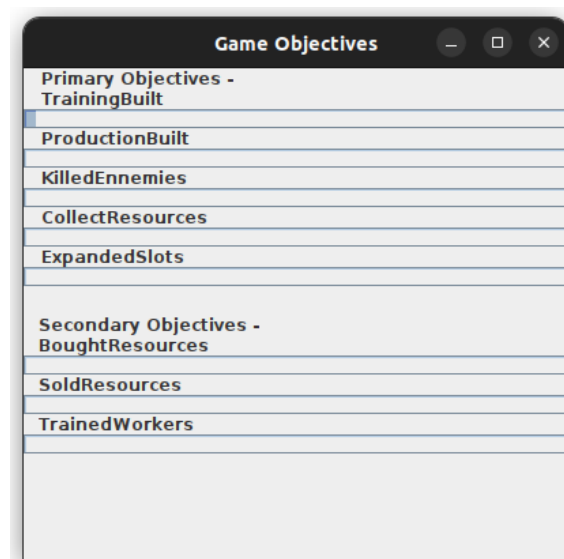 Game Objectives
Primary Objectives -
TrainingBuilt
ProductionBuilt
KilledEnnemies
CollectResources
ExpandedSlots
Secondary Objectives -
BoughtResources
SoldResources
TrainedWorkers